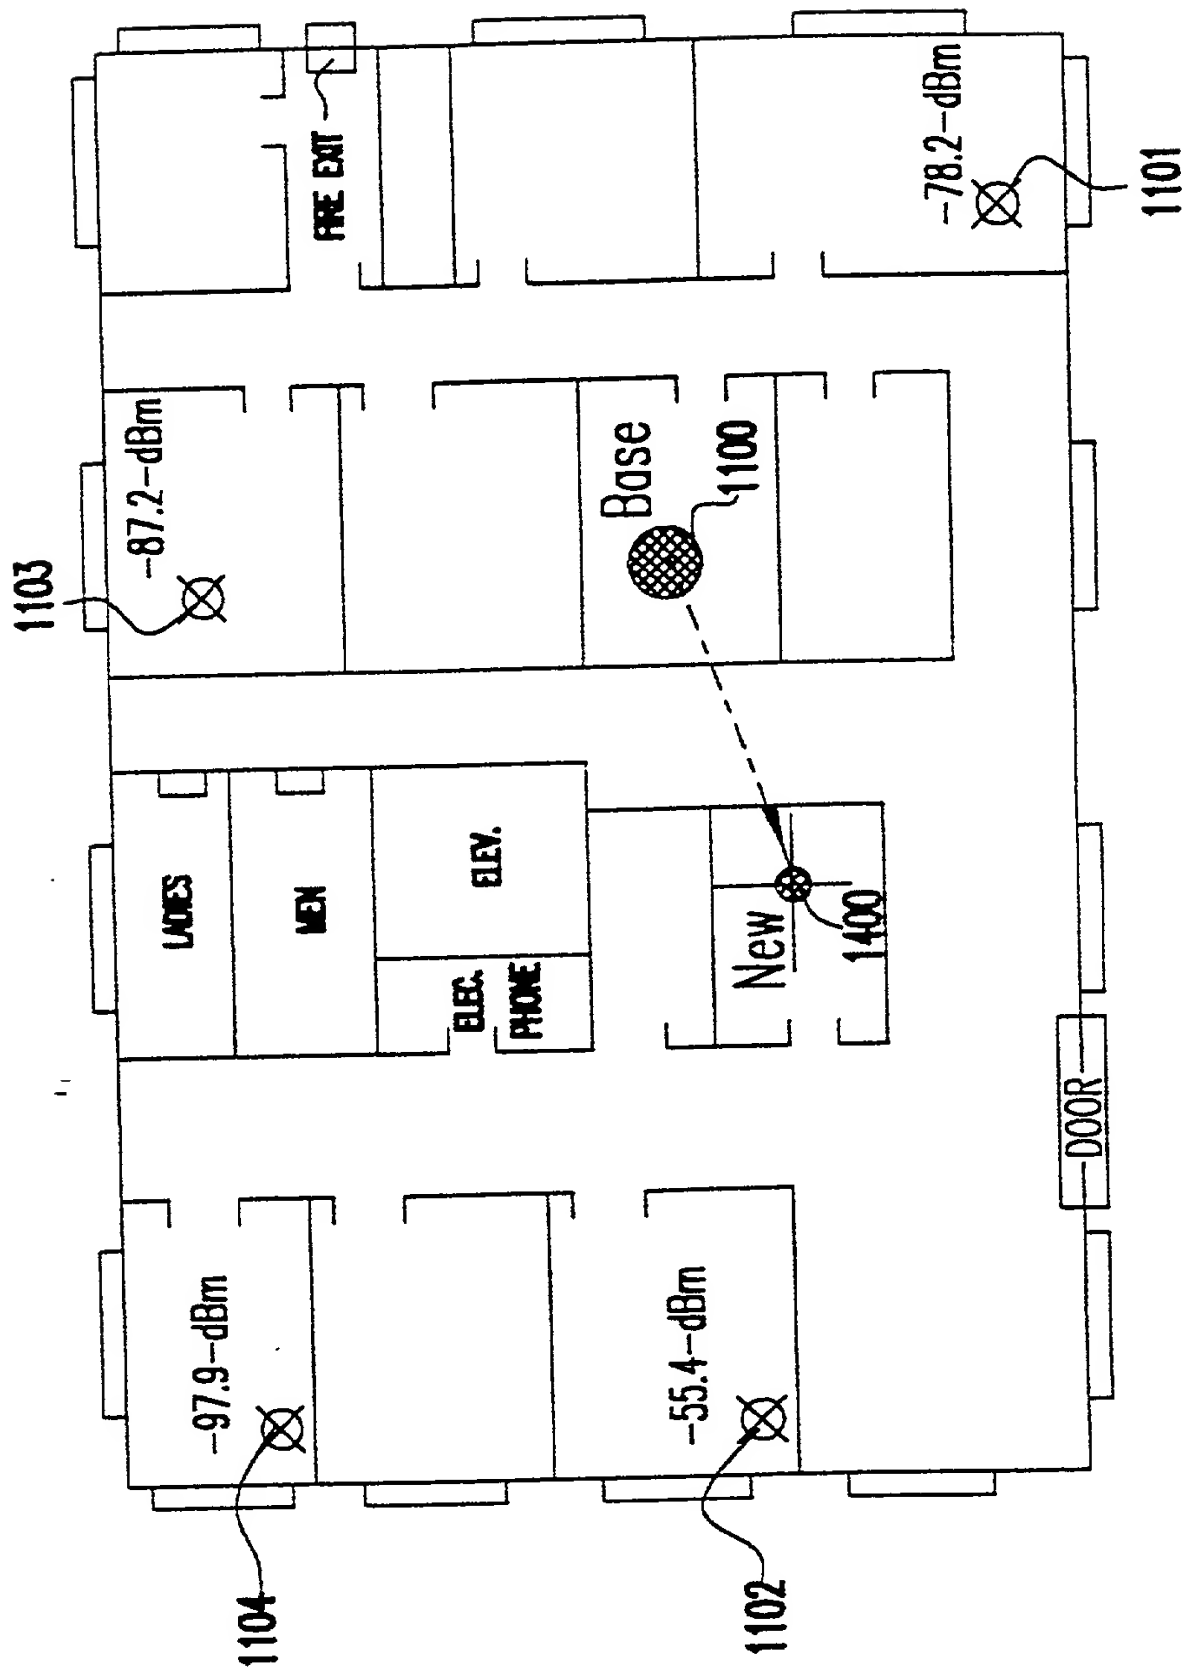 1103
-87.2-dBm
FIRE EXIT
1104
-97.9-dBm
LADIES
MEN
ELEC.
PHONE
ELEV.
Base
1100
New
1400
-55.4-dBm
1102
-78.2-dBm
1101
DOOR